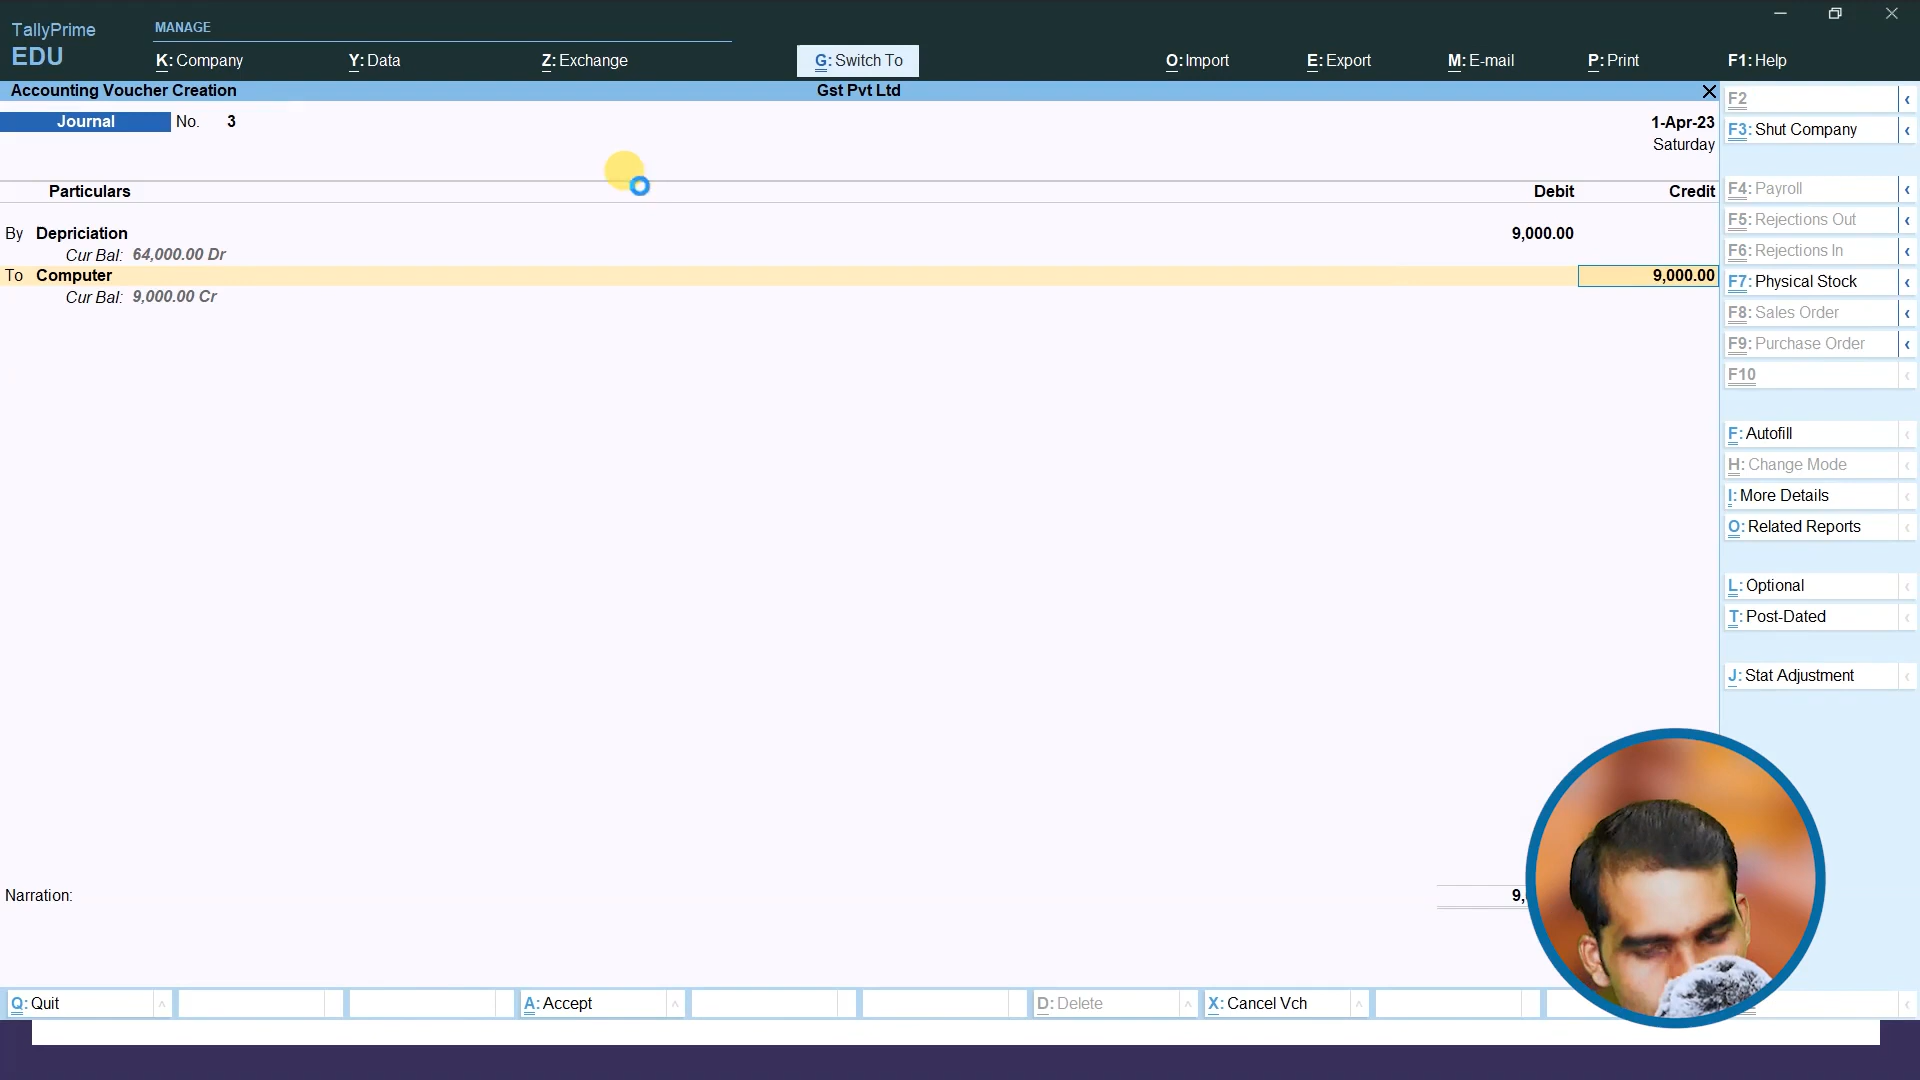 TallyPrime
EDU
MANAGE
K: Company
Y: Data
Z: Exchange
G: Switch To
O: Import
E: Export
M: E-mail
P: Print
F1: Help
Accounting Voucher Creation
Gst Pvt Ltd
Journal No. 3
1-Apr-23
Saturday
Particulars Debit Credit
By Depriciation 9,000.00
Cur Bal: 64,000.00 Dr
To Computer 9,000.00
Cur Bal: 9,000.00 Cr
Narration:
F2
F3: Shut Company
F4: Payroll
F5: Rejections Out
F6: Rejections In
F7: Physical Stock
F8: Sales Order
F9: Purchase Order
F10
F: Autofill
H: Change Mode
I: More Details
O: Related Reports
L: Optional
T: Post-Dated
J: Stat Adjustment
Q: Quit
A: Accept
D: Delete
X: Cancel Vch